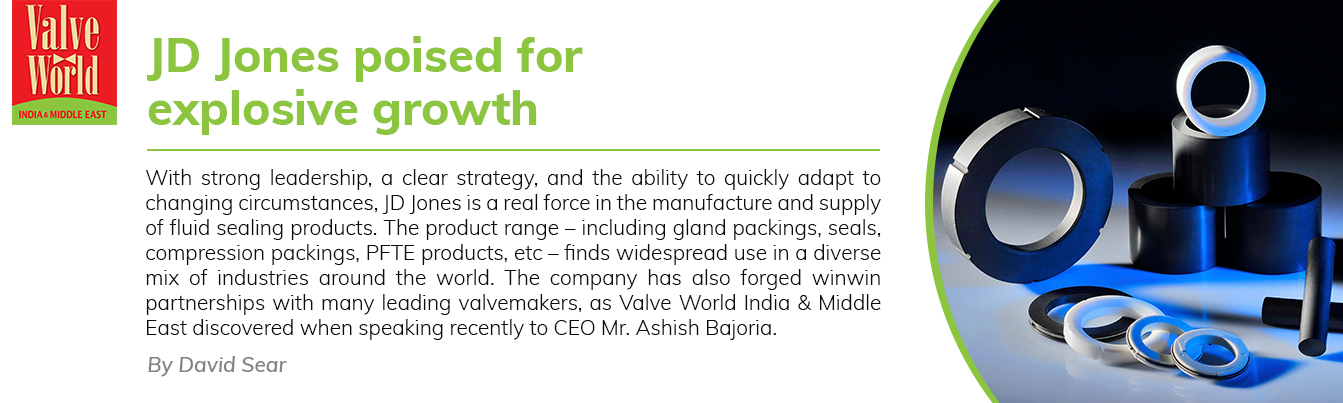 Valve
World
INDIA & MIDDLE EAST
JD Jones poised for
explosive growth
With strong leadership, a clear strategy, and the ability to quickly adapt to
changing circumstances, JD Jones is a real force in the manufacture and supply
of fluid sealing products. The product range – including gland packings, seals,
compression packings, PFTE products, etc – finds widespread use in a diverse
mix of industries around the world. The company has also forged winwin
partnerships with many leading valvemakers, as Valve World India & Middle
East discovered when speaking recently to CEO Mr. Ashish Bajoria.
By David Sear